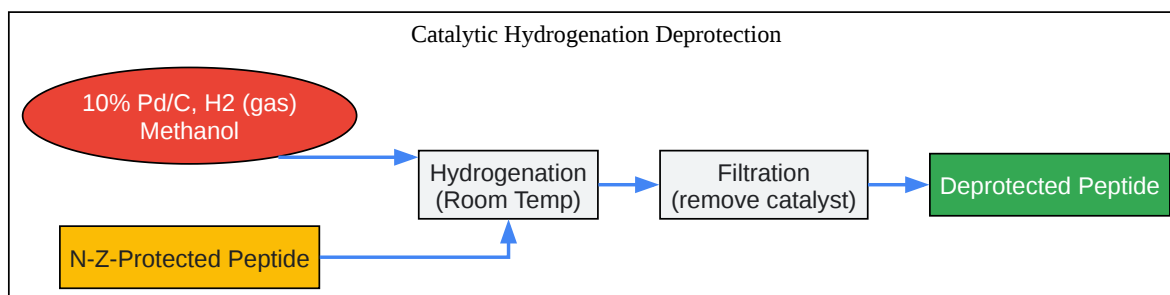 Catalytic Hydrogenation Deprotection
10% Pd/C, H2 (gas)
Methanol
Hydrogenation
(Room Temp)
Filtration
(remove catalyst)
Deprotected Peptide
N-Z-Protected Peptide